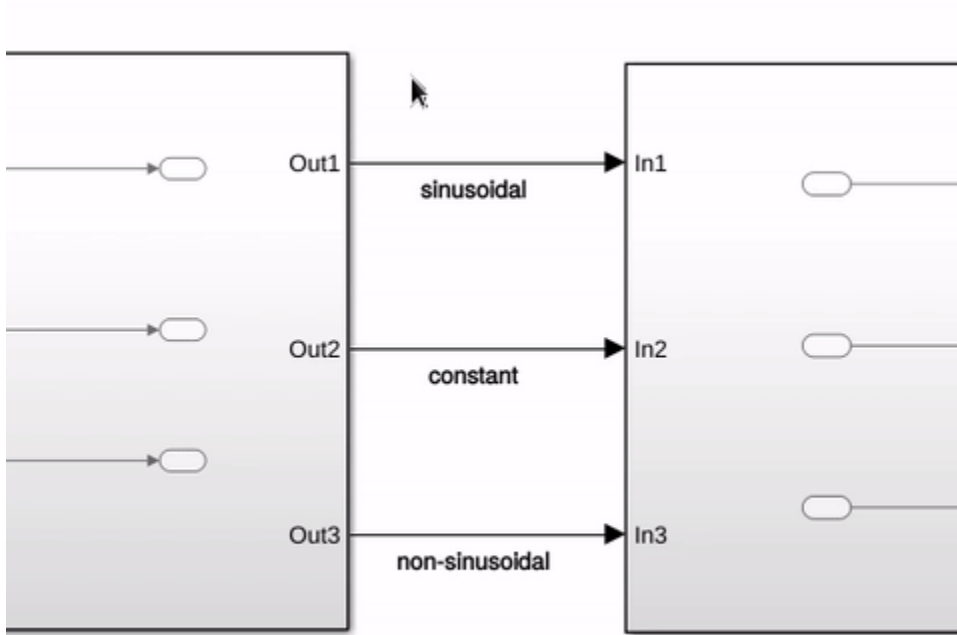 Out1
In1
sinusoidal
Out2
In2
constant
Out3
In3
non-sinusoidal